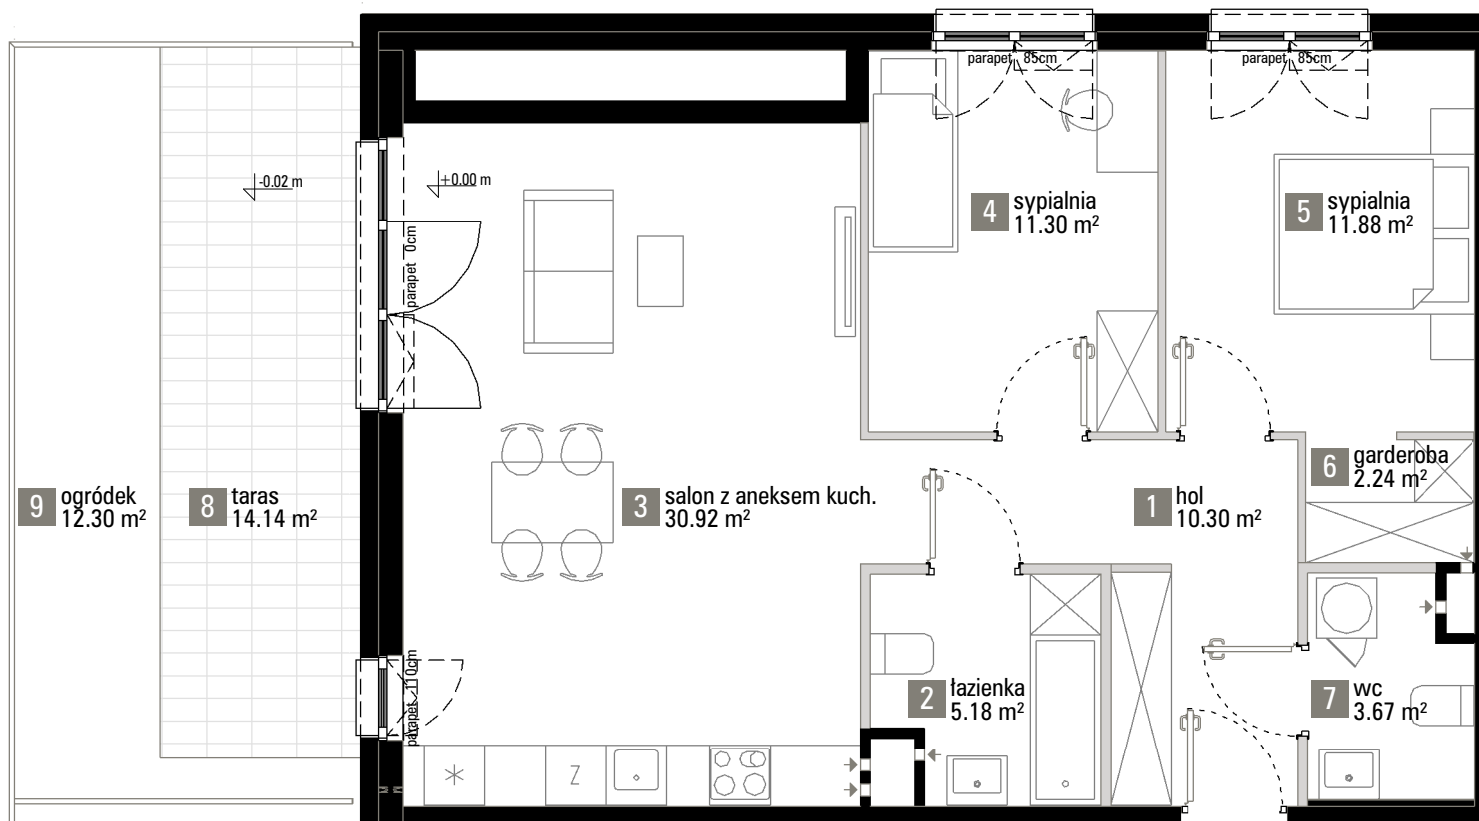 parapet 85cm
parapet 85cm
-0.02 m
+0.00 m
parapet 0cm
4 sypialnia
11.30 m²
5 sypialnia
11.88 m²
6 garderoba
2.24 m²
9 ogródek
12.30 m²
8 taras
14.14 m²
3 salon z aneksem kuch.
30.92 m²
1 hol
10.30 m²
parapet 110cm
2 łazienka
5.18 m²
7 wc
3.67 m²
Z